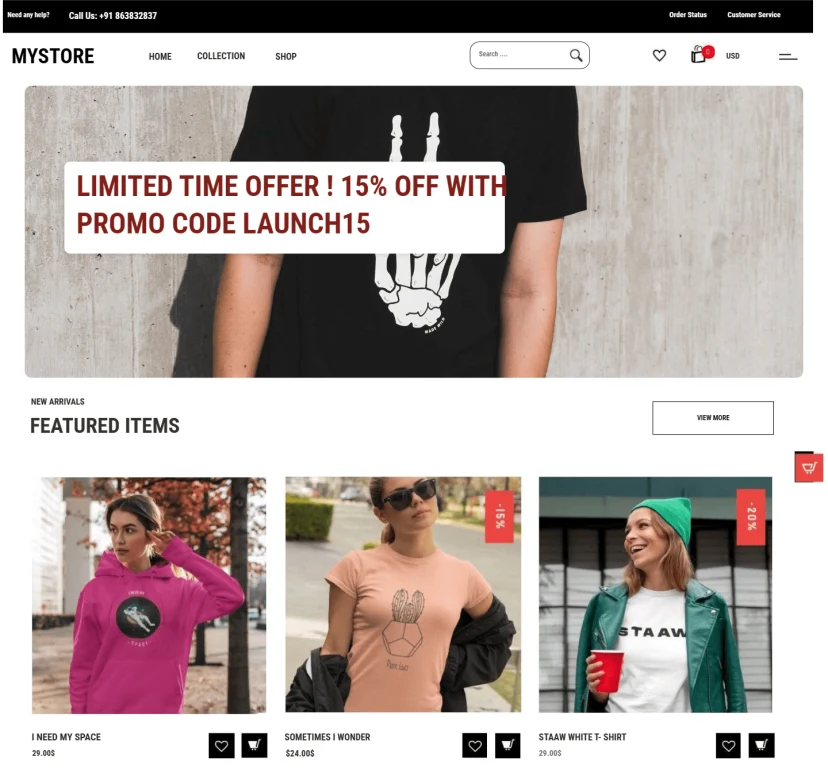 Need any help?
Call Us: +91 863832837
Order Status
Customer Service
MYSTORE
HOME
COLLECTION
SHOP
Search ....
0
USD
LIMITED TIME OFFER ! 15% OFF WITH
PROMO CODE LAUNCH15
MADE WITH
NEW ARRIVALS
FEATURED ITEMS
VIEW MORE
-15%
-20%
STAAW
I NEED MY SPACE
29.00$
SOMETIMES I WONDER
$24.00$
STAAW WHITE T- SHIRT
29.00$